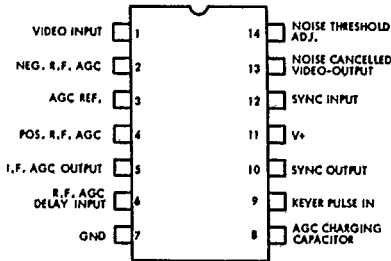 VIDEO INPUT 1
NEG. R.F. AGC 2
AGC REF. 3
POS. R.F. AGC 4
I.F. AGC OUTPUT 5
R.F. AGC
DELAY INPUT 6
GND 7
14 NOISE THRESHOLD
ADJ.
13 NOISE CANCELLED
VIDEO-OUTPUT
12 SYNC INPUT
11 V+
10 SYNC OUTPUT
9 KEYER PULSE IN
8 AGC CHARGING
CAPACITOR